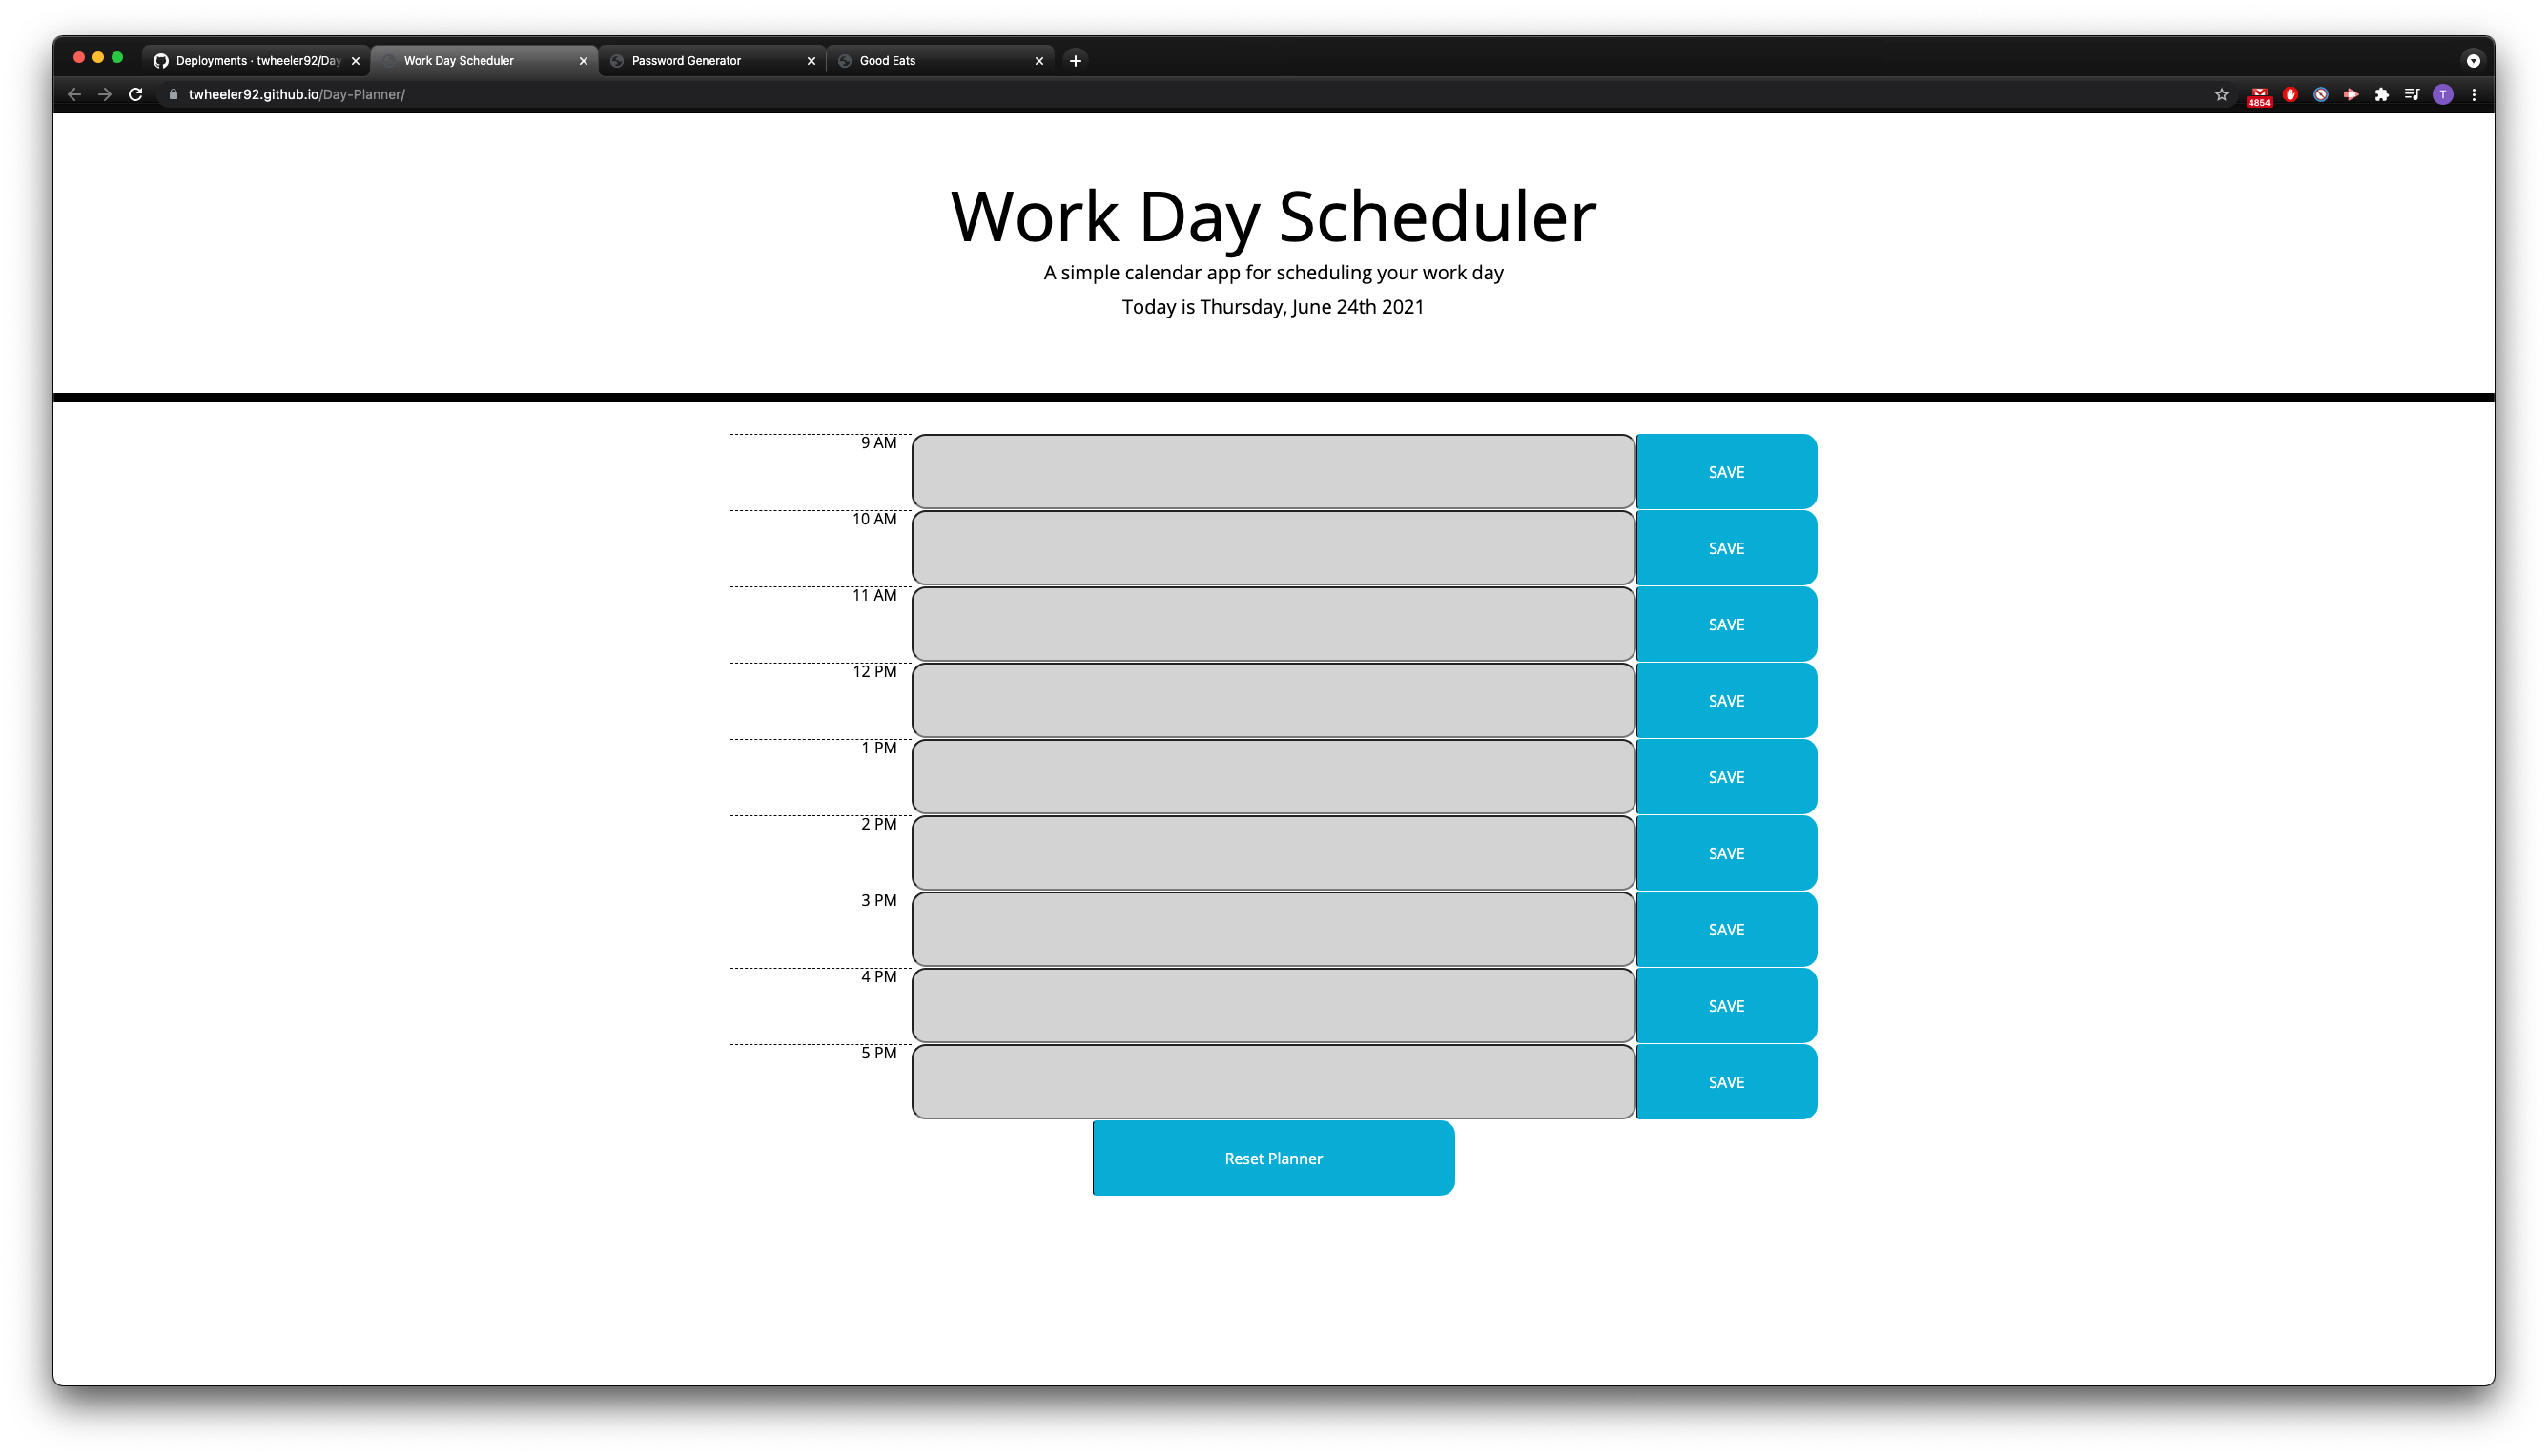 Deployments · twheeler92/Day
Work Day Scheduler
Password Generator
Good Eats
twheeler92.github.io/Day-Planner/
4854
T
Work Day Scheduler
A simple calendar app for scheduling your work day
Today is Thursday, June 24th 2021
9 AM SAVE
10 AM SAVE
11 AM SAVE
12 PM SAVE
1 PM SAVE
2 PM SAVE
3 PM SAVE
4 PM SAVE
5 PM SAVE
Reset Planner